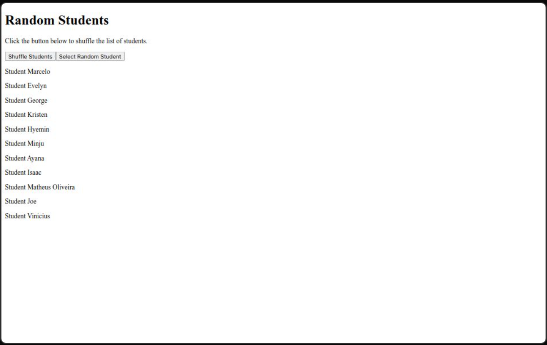 Random Students
Click the button below to shuffle the list of students.
Shuffle Students Select Random Student
Student Marcelo
Student Evelyn
Student George
Student Kristen
Student Hyemin
Student Minju
Student Ayana
Student Isaac
Student Matheus Oliveira
Student Joe
Student Vinicius